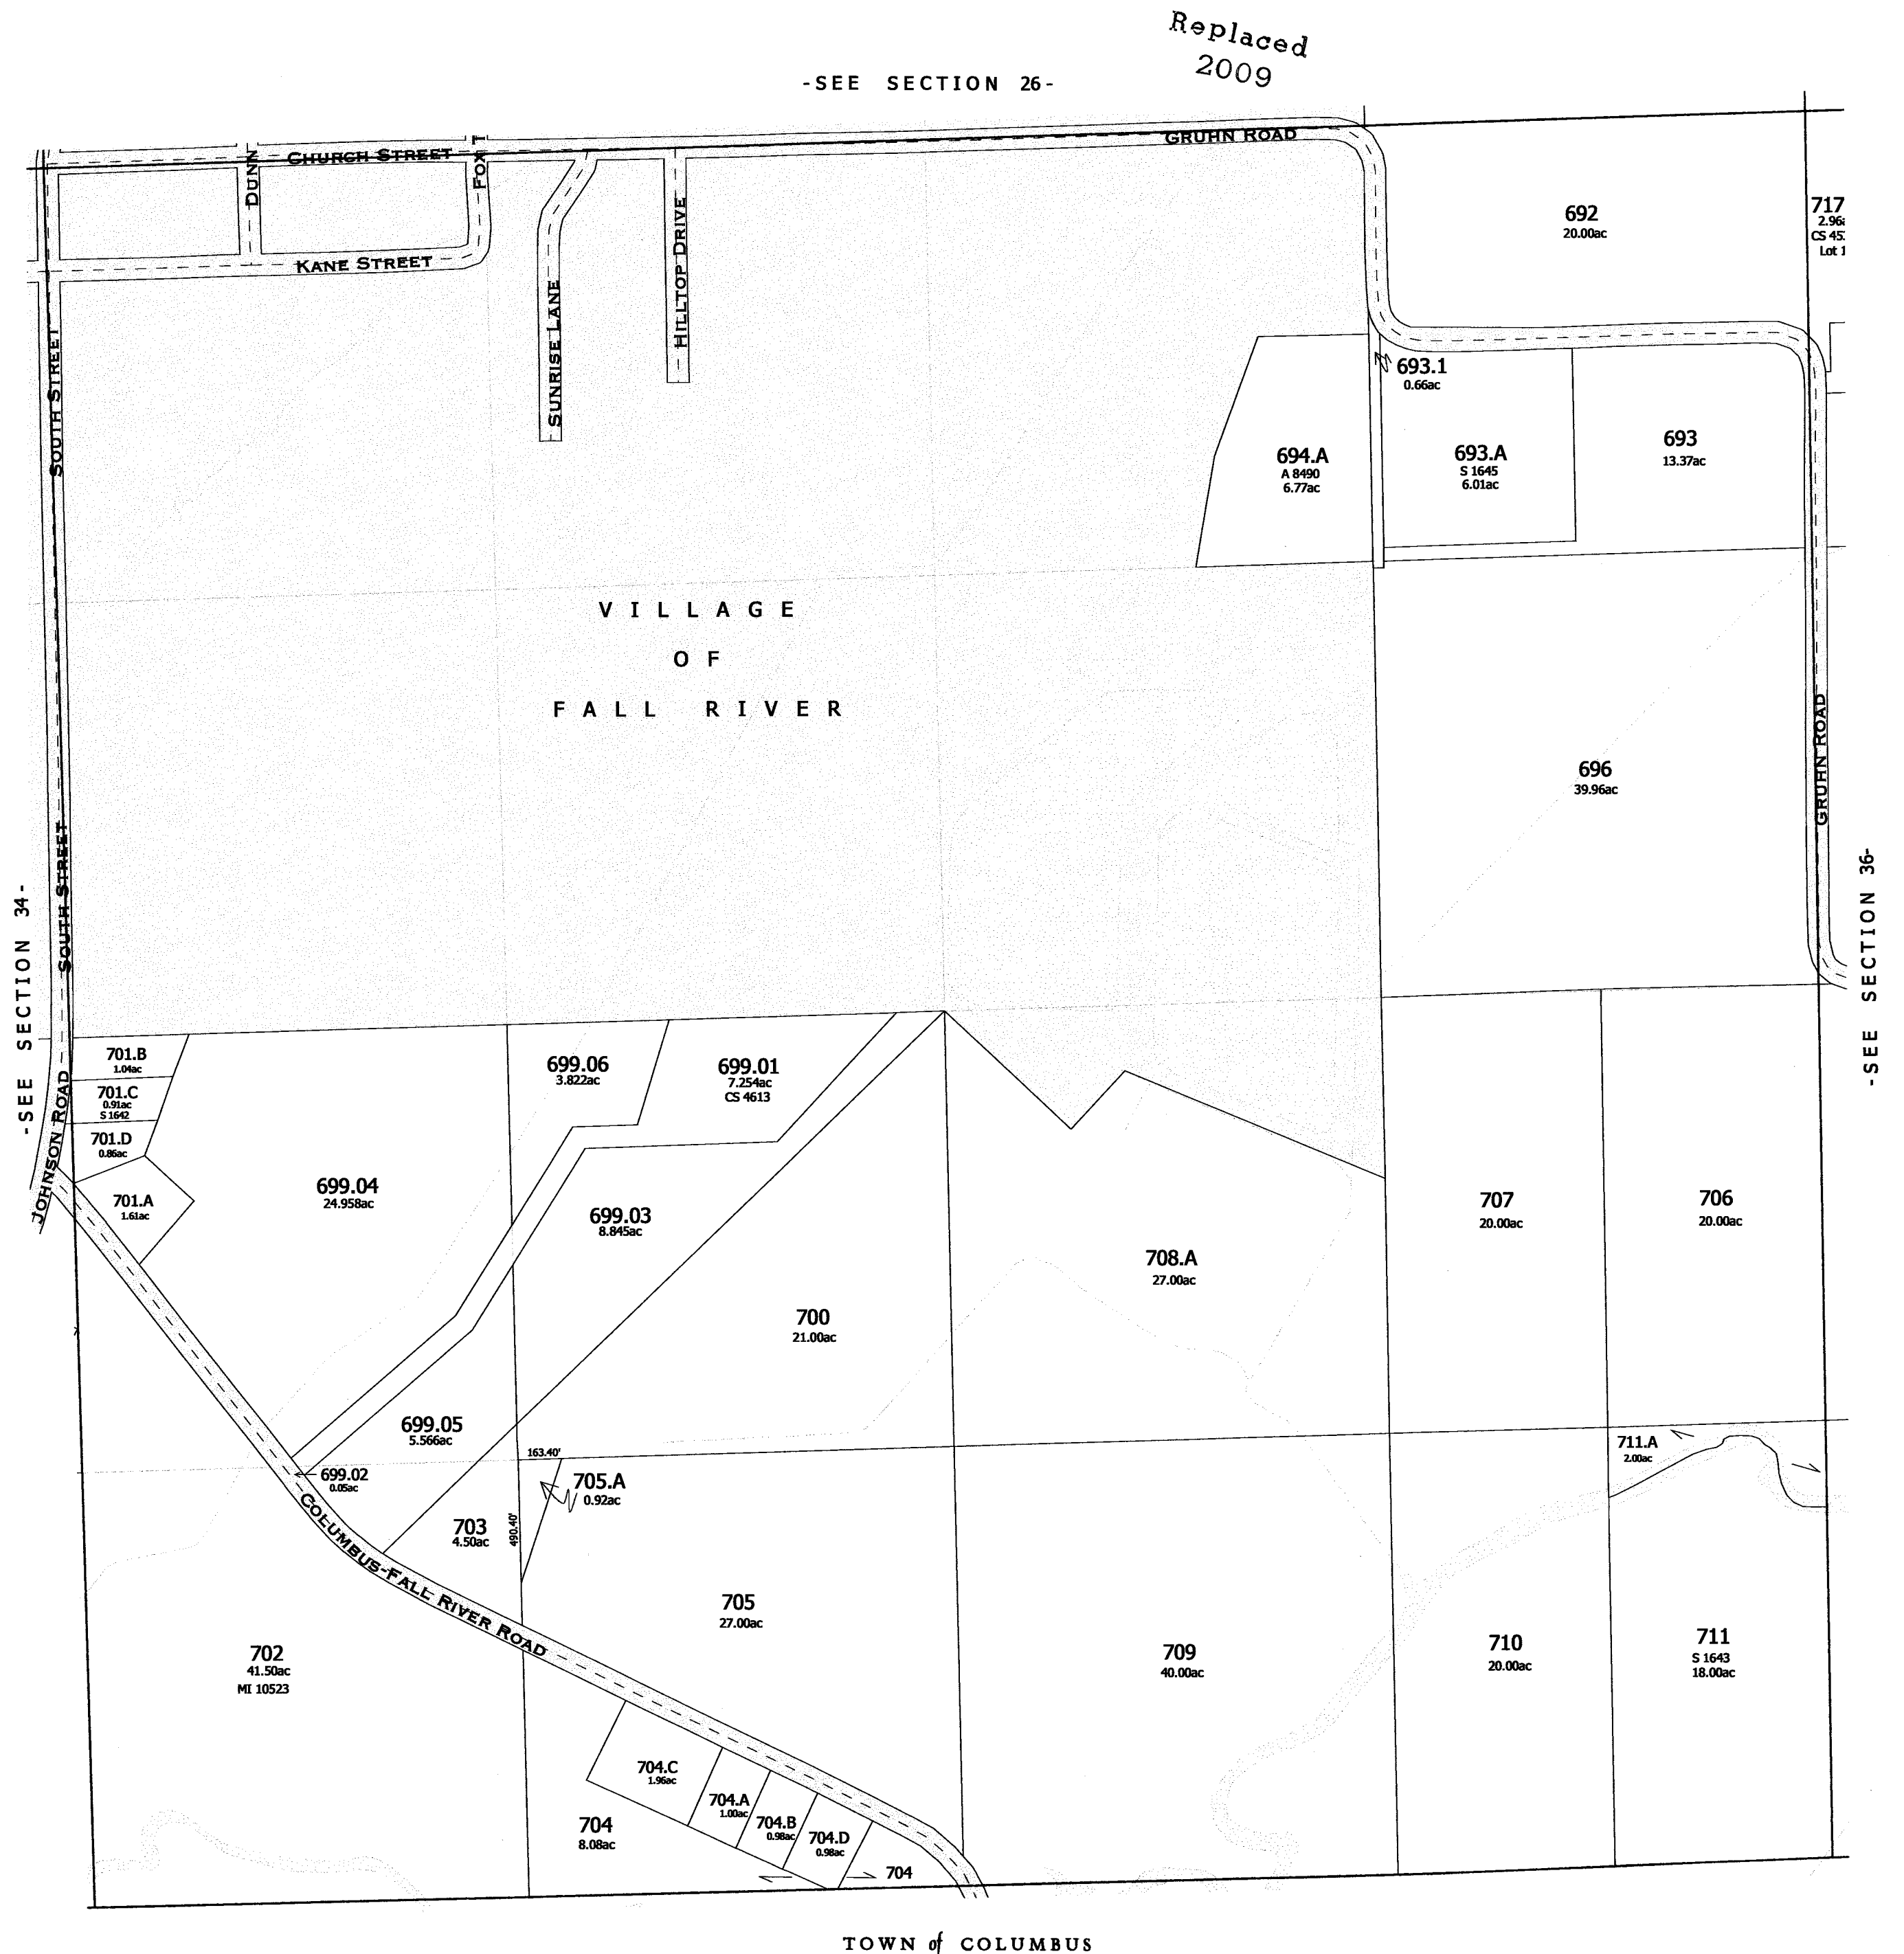 Replaced
2009
-SEE SECTION 26-
GRUHN ROAD
CHURCH STREET
DUNN
FOX T
KANE STREET
SUNRISE LANE
HILLTOP DRIVE
SOUTH STREET
692
20.00ac
717
2.96
CS 45
Lot 1
693.1
0.66ac
694.A
A 8490
6.77ac
693.A
S 1645
6.01ac
693
13.37ac
VILLAGE
OF
FALL RIVER
696
39.96ac
GRUHN ROAD
SOUTH STREET
-SEE SECTION 34-
-SEE SECTION 36-
JOHNSON ROAD
701.B
1.04ac
701.C
0.91ac
S 1642
701.D
0.86ac
701.A
1.61ac
699.06
3.822ac
699.01
7.254ac
CS 4613
699.04
24.958ac
699.03
8.845ac
707
20.00ac
706
20.00ac
708.A
27.00ac
700
21.00ac
699.05
5.566ac
163.40'
699.02
0.05ac
705.A
0.92ac
711.A
2.00ac
703
4.50ac
490.40'
COLUMBUS-FALL RIVER ROAD
705
27.00ac
702
41.50ac
MI 10523
709
40.00ac
710
20.00ac
711
S 1643
18.00ac
704.C
1.96ac
704.A
1.00ac
704.B
0.98ac
704.D
0.98ac
704
8.08ac
704
TOWN of COLUMBUS